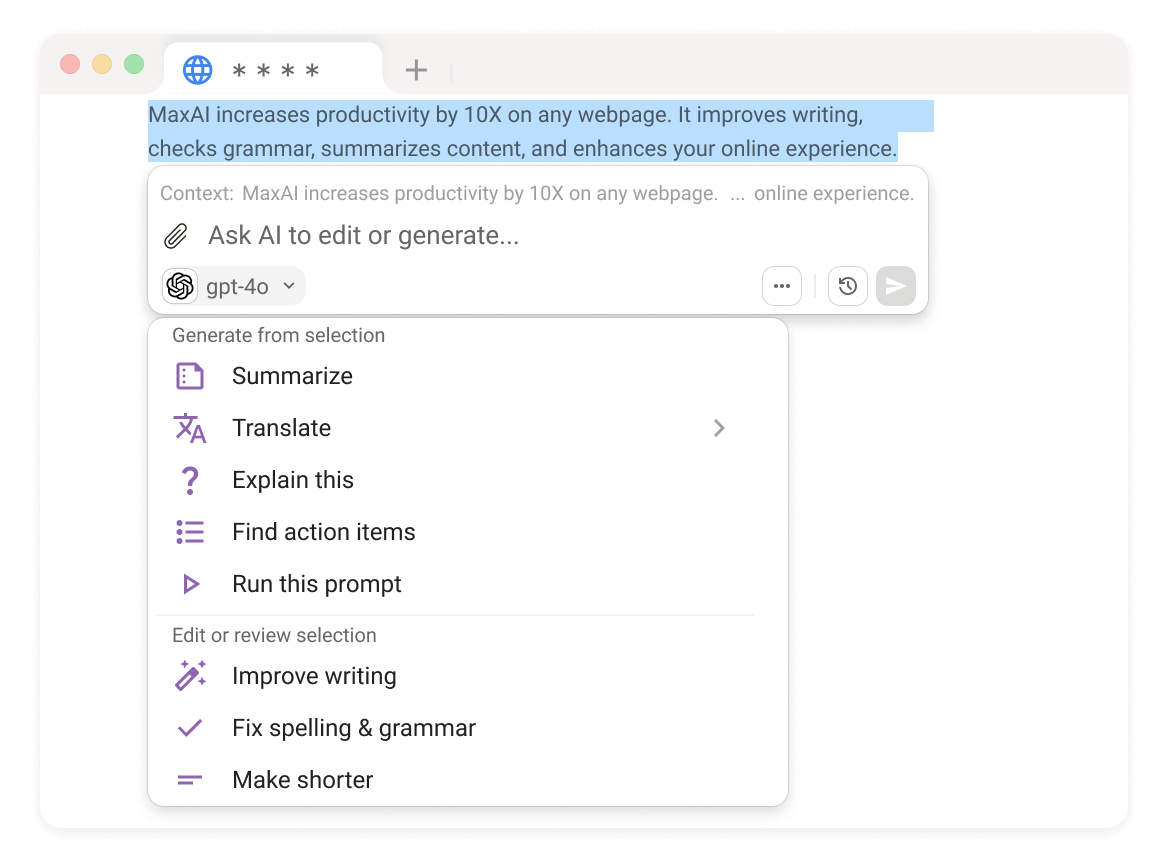 * * * *
MaxAI increases productivity by 10X on any webpage. It improves writing,
checks grammar, summarizes content, and enhances your online experience.
Context: MaxAI increases productivity by 10X on any webpage. ... online experience.
Ask AI to edit or generate...
gpt-4o
Generate from selection
Summarize
Translate
Explain this
Find action items
Run this prompt
Edit or review selection
Improve writing
Fix spelling & grammar
Make shorter